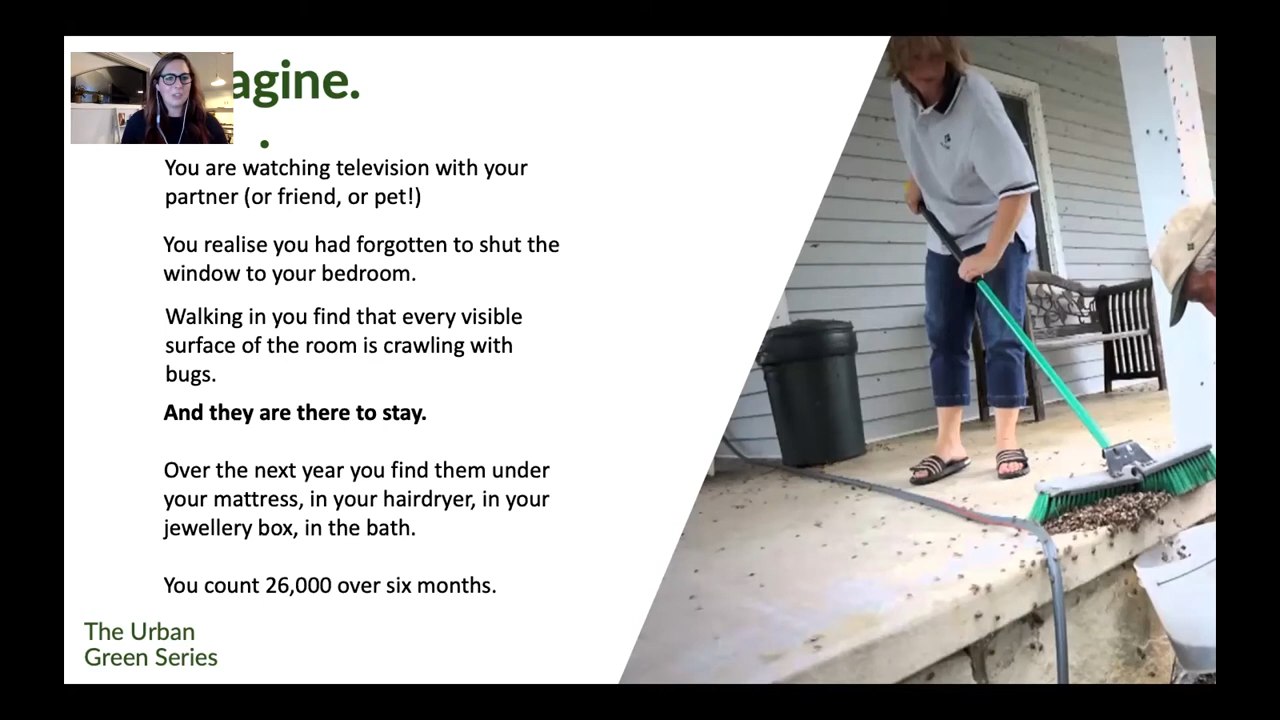 agine.
.
You are watching television with your
partner (or friend, or pet!)
You realise you had forgotten to shut the
window to your bedroom.
Walking in you find that every visible
surface of the room is crawling with
bugs.
And they are there to stay.
Over the next year you find them under
your mattress, in your hairdryer, in your
jewellery box, in the bath.
You count 26,000 over six months.
The Urban
Green Series